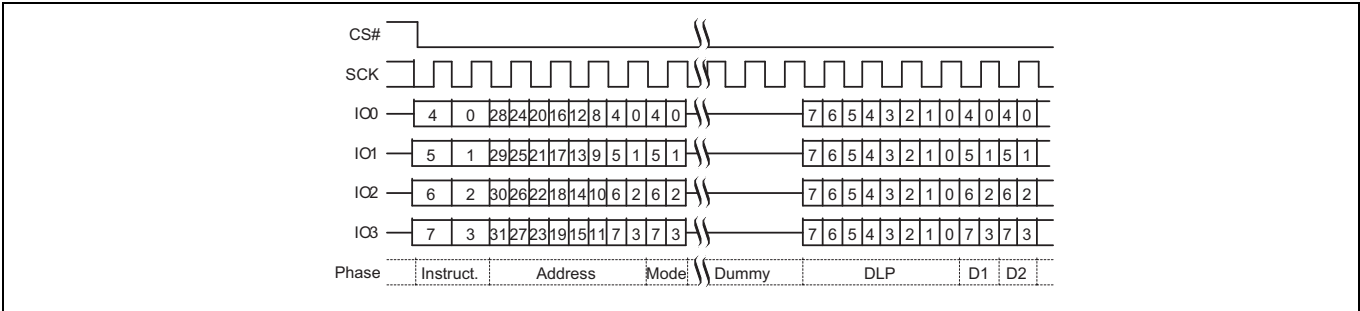 CS#
SCK
IO0 4 0 28 24 20 16 12 8 4 0 4 0 7 6 5 4 3 2 1 0 4 0 4 0
IO1 5 1 29 25 21 17 13 9 5 1 5 1 7 6 5 4 3 2 1 0 5 1 5 1
IO2 6 2 30 26 22 18 14 10 6 2 6 2 7 6 5 4 3 2 1 0 6 2 6 2
IO3 7 3 31 27 23 19 15 11 7 3 7 3 7 6 5 4 3 2 1 0 7 3 7 3
Phase Instruct. Address Mode Dummy DLP D1 D2